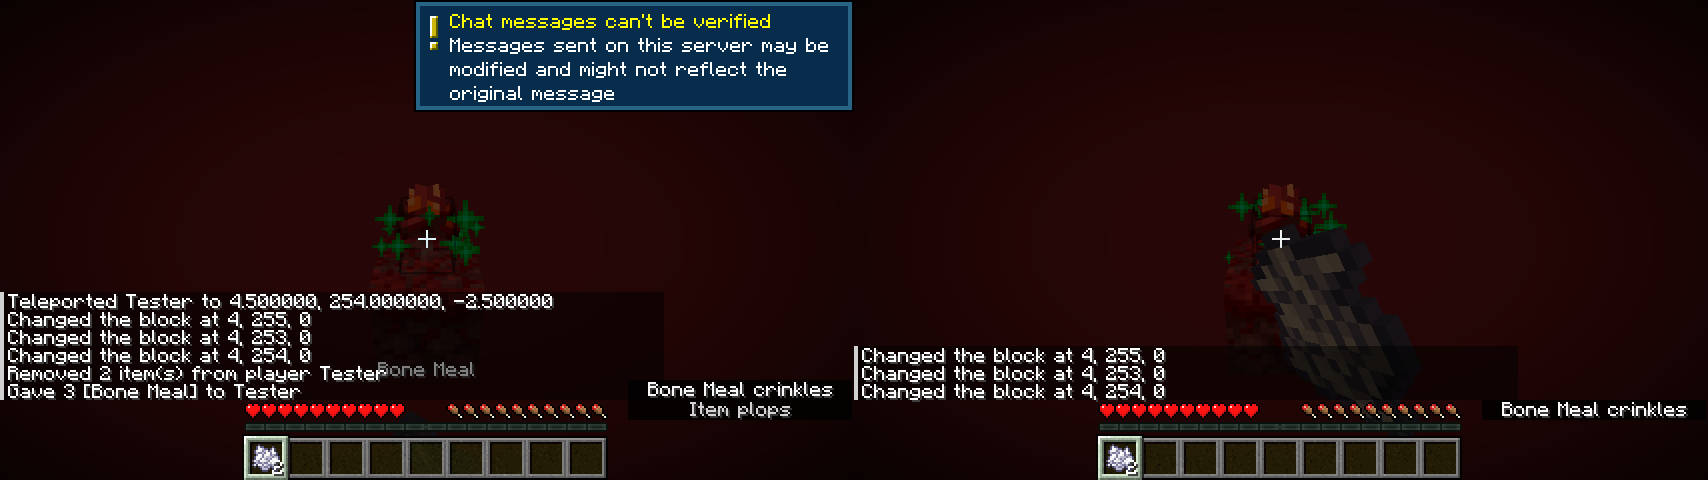 Chat messages can't be verified
Messages sent on this server may be
modified and might not reflect the
original message
Teleported Tester to 4.500000, 254.000000, -2.500000
Changed the block at 4, 255, 0
Changed the block at 4, 253, 0
Changed the block at 4, 254, 0
Removed 2 item(s) from player Tester
Gave 3 [Bone Meal] to Tester
Bone Meal
Bone Meal crinkles
Item plops
2
Changed the block at 4, 255, 0
Changed the block at 4, 253, 0
Changed the block at 4, 254, 0
Bone Meal crinkles
2